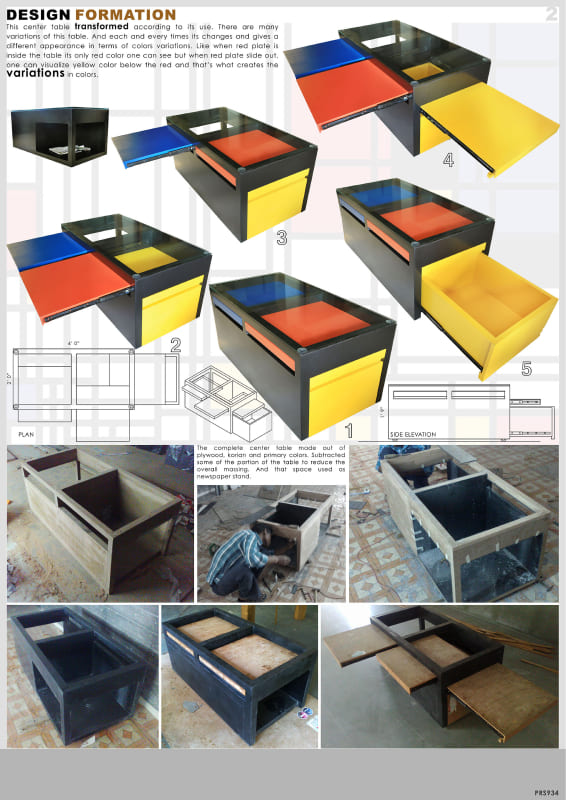 DESIGN FORMATION
2
This center table transformed according to its use. There are many
variations of this table. And each and every times its changes and gives a
different appearance in terms of colors variations. Like when red plate is
inside the table its only red color one can see but when red plate slide out,
one can visualize yellow color below the red and that's what creates the
variations in colors.
4
3
2
5
1
4' 0"
2' 0"
PLAN
1'-6"
SIDE ELEVATION
The complete center table made out of
plywood, korian and primary colors. Subtracted
some of the portion of the table to reduce the
overall massing. And that space used as
newspaper stand.
PRS934